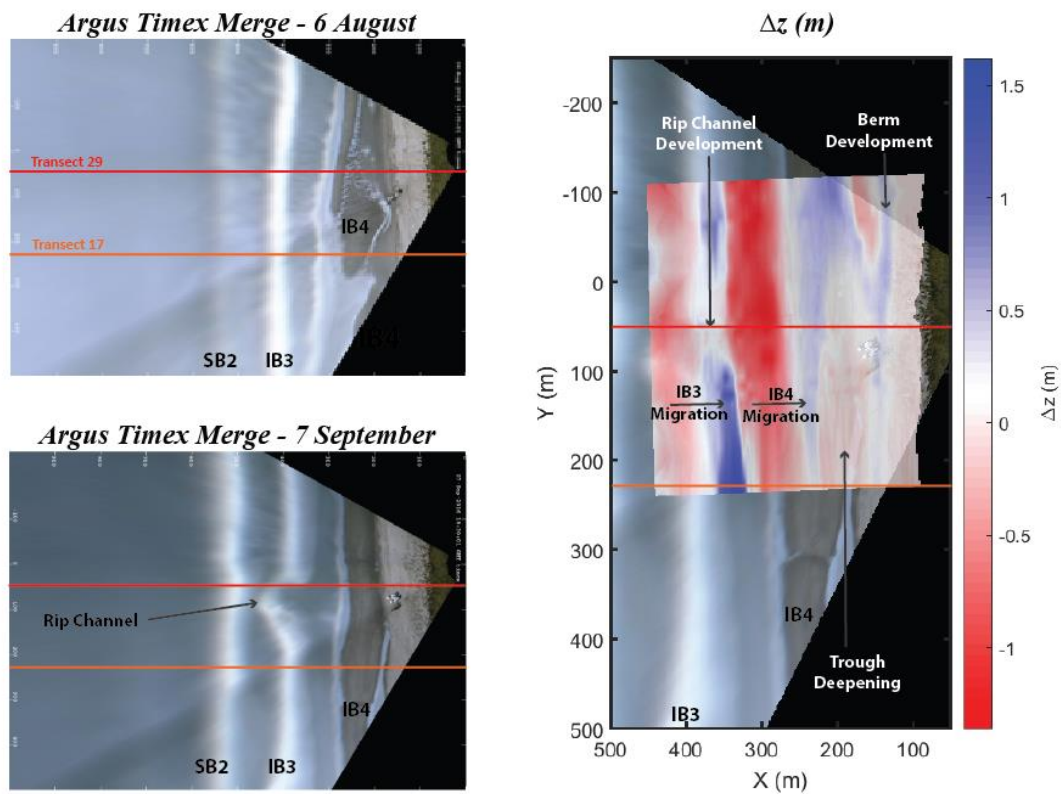 Argus Timex Merge - 6 August
Transect 29
IB4
Transect 17
IB4
SB2
IB3
Argus Timex Merge - 7 September
Rip Channel
IB4
SB2
IB3
Δz (m)
Rip Channel
Development
Berm
Development
IB3
Migration
IB4
Migration
IB4
Trough
Deepening
IB3
-200
-100
0
100
200
300
400
500
Y (m)
500
400
300
200
100
X (m)
1.5
1
0.5
0
-0.5
-1
Δz (m)